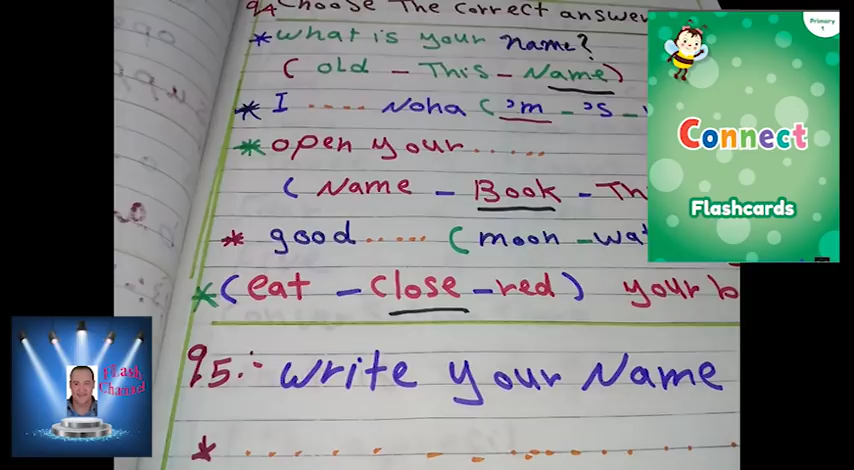 94 Choose The Correct answer
* What is your name?
( old - This - Name)
* I ..... Noha ( 'm - 's -
* open your ......
( Name - Book - Th
* good ...... ( moon - wa
* (eat - close - red) your b
95:- Write your Name
* ...........
Primary 1
Connect
Flashcards
Flash Channel